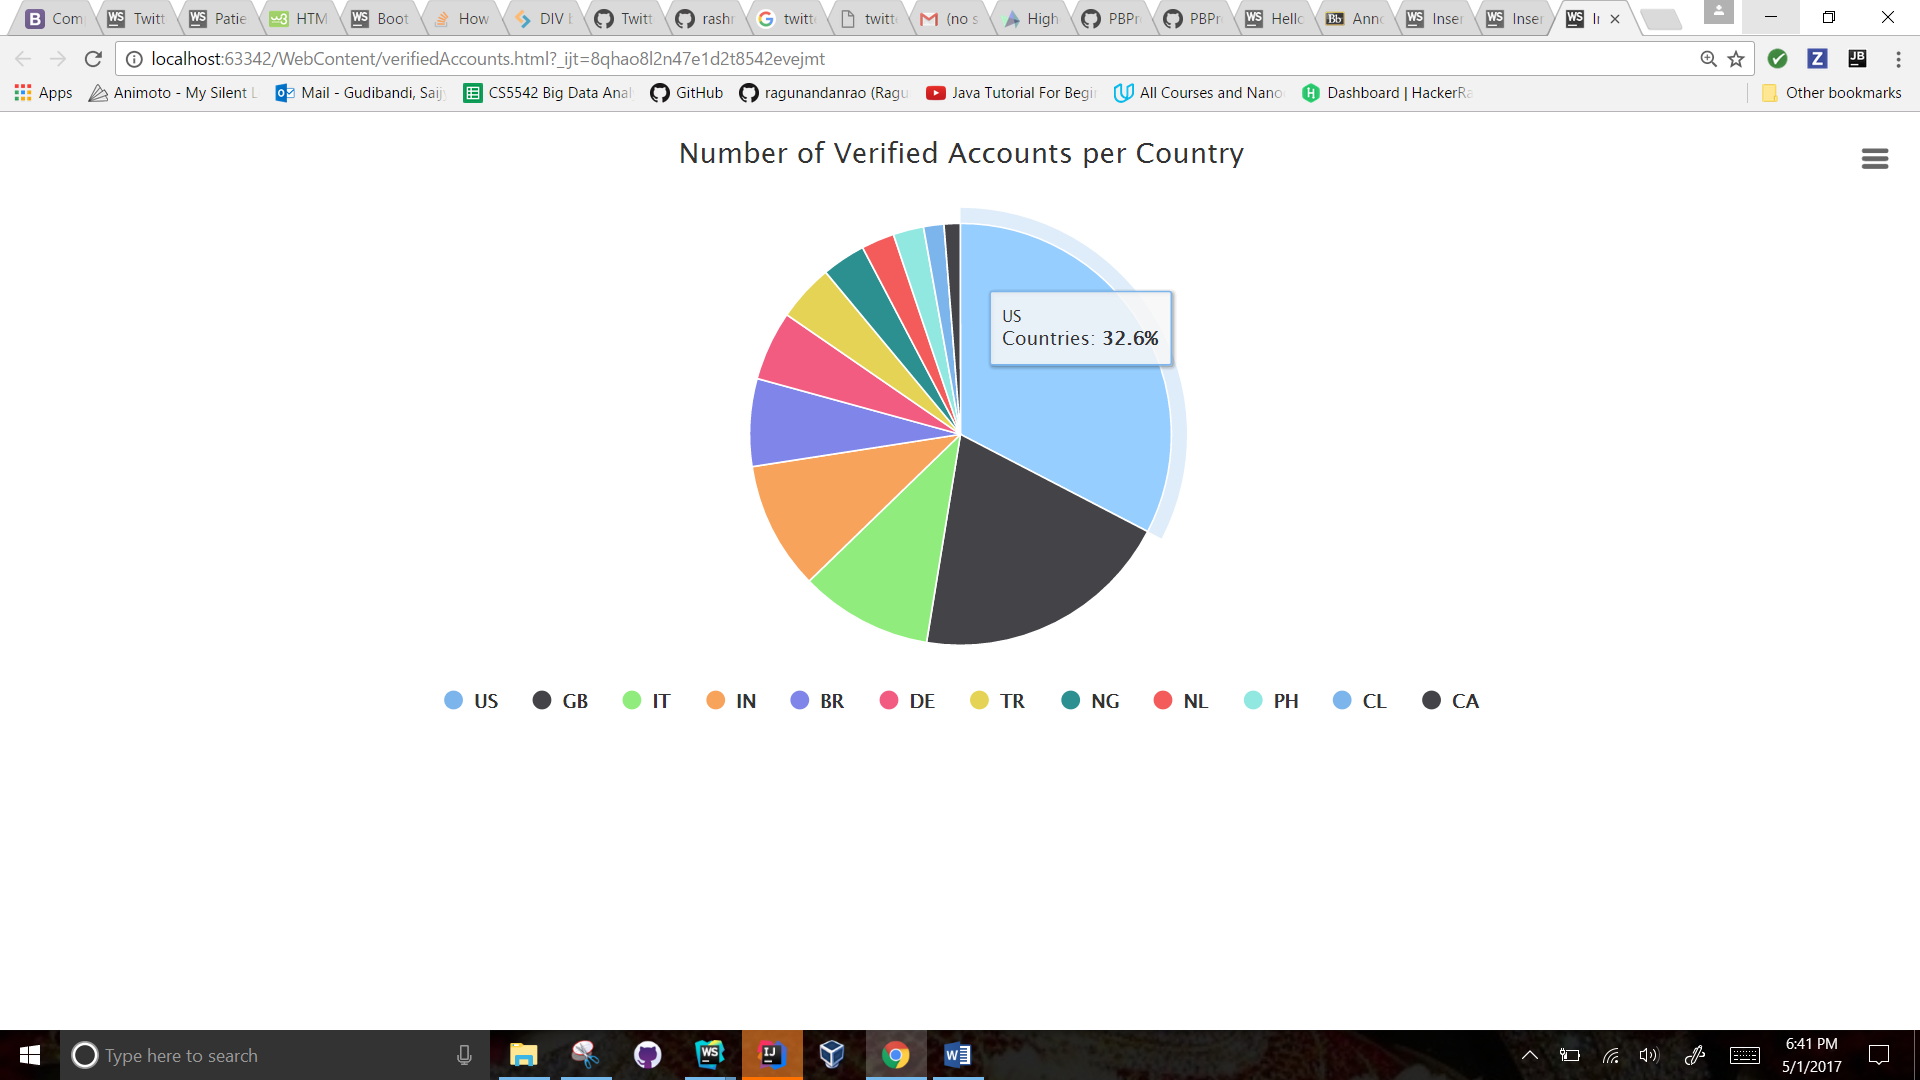 Com Twitt Patie HTM Boot How DIV Twitt rashr twitt twitt (no s High PBPr PBPr Hello Anno Inser Inser
localhost:63342/WebContent/verifiedAccounts.html?_ijt=8qhao8l2n47e1d2t8542evejmt
Apps Animoto - My Silent L Mail - Gudibandi, Saij CS5542 Big Data Anal GitHub ragunandanrao (Ragu Java Tutorial For Begi All Courses and Nano Dashboard | HackerRa Other bookmarks
Number of Verified Accounts per Country
US
Countries: 32.6%
US GB IT IN BR DE TR NG NL PH CL CA
Type here to search
6:41 PM
5/1/2017